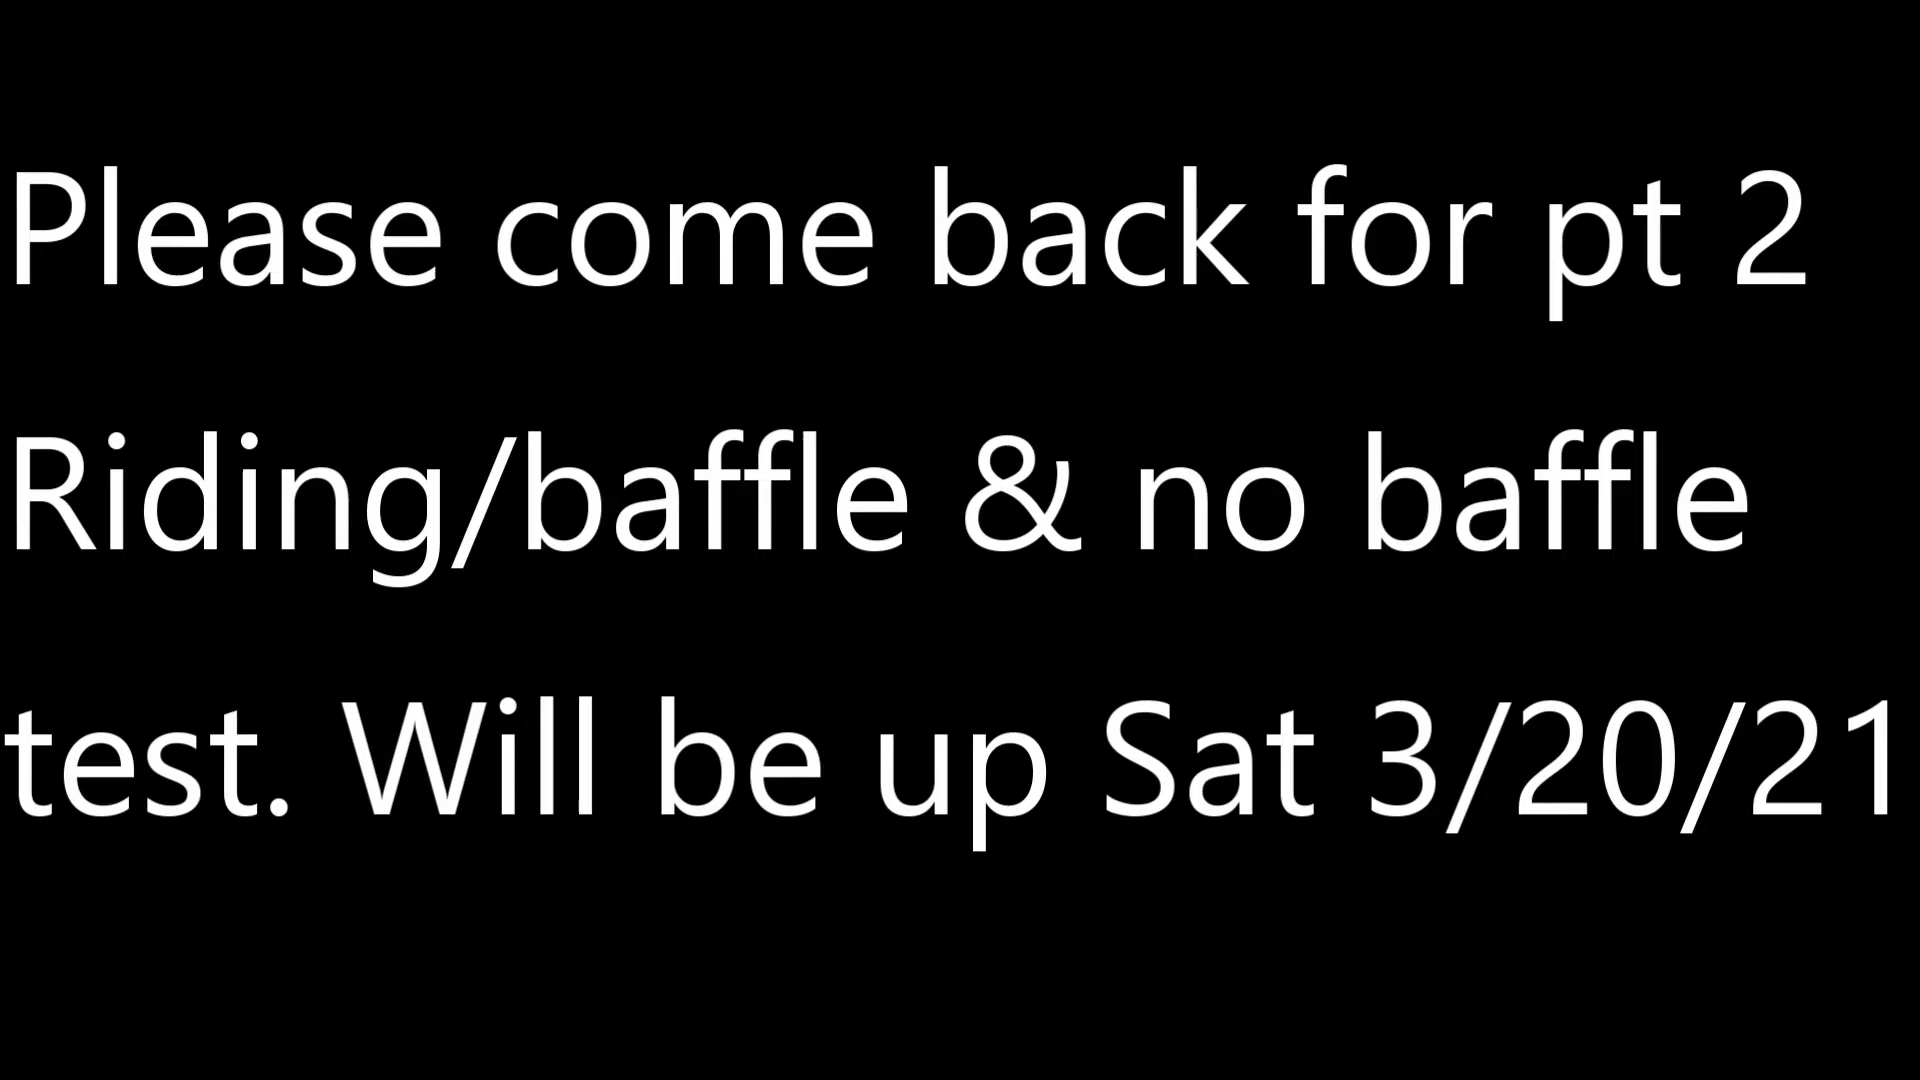 Please come back for pt 2
Riding/baffle & no baffle
test. Will be up Sat 3/20/21